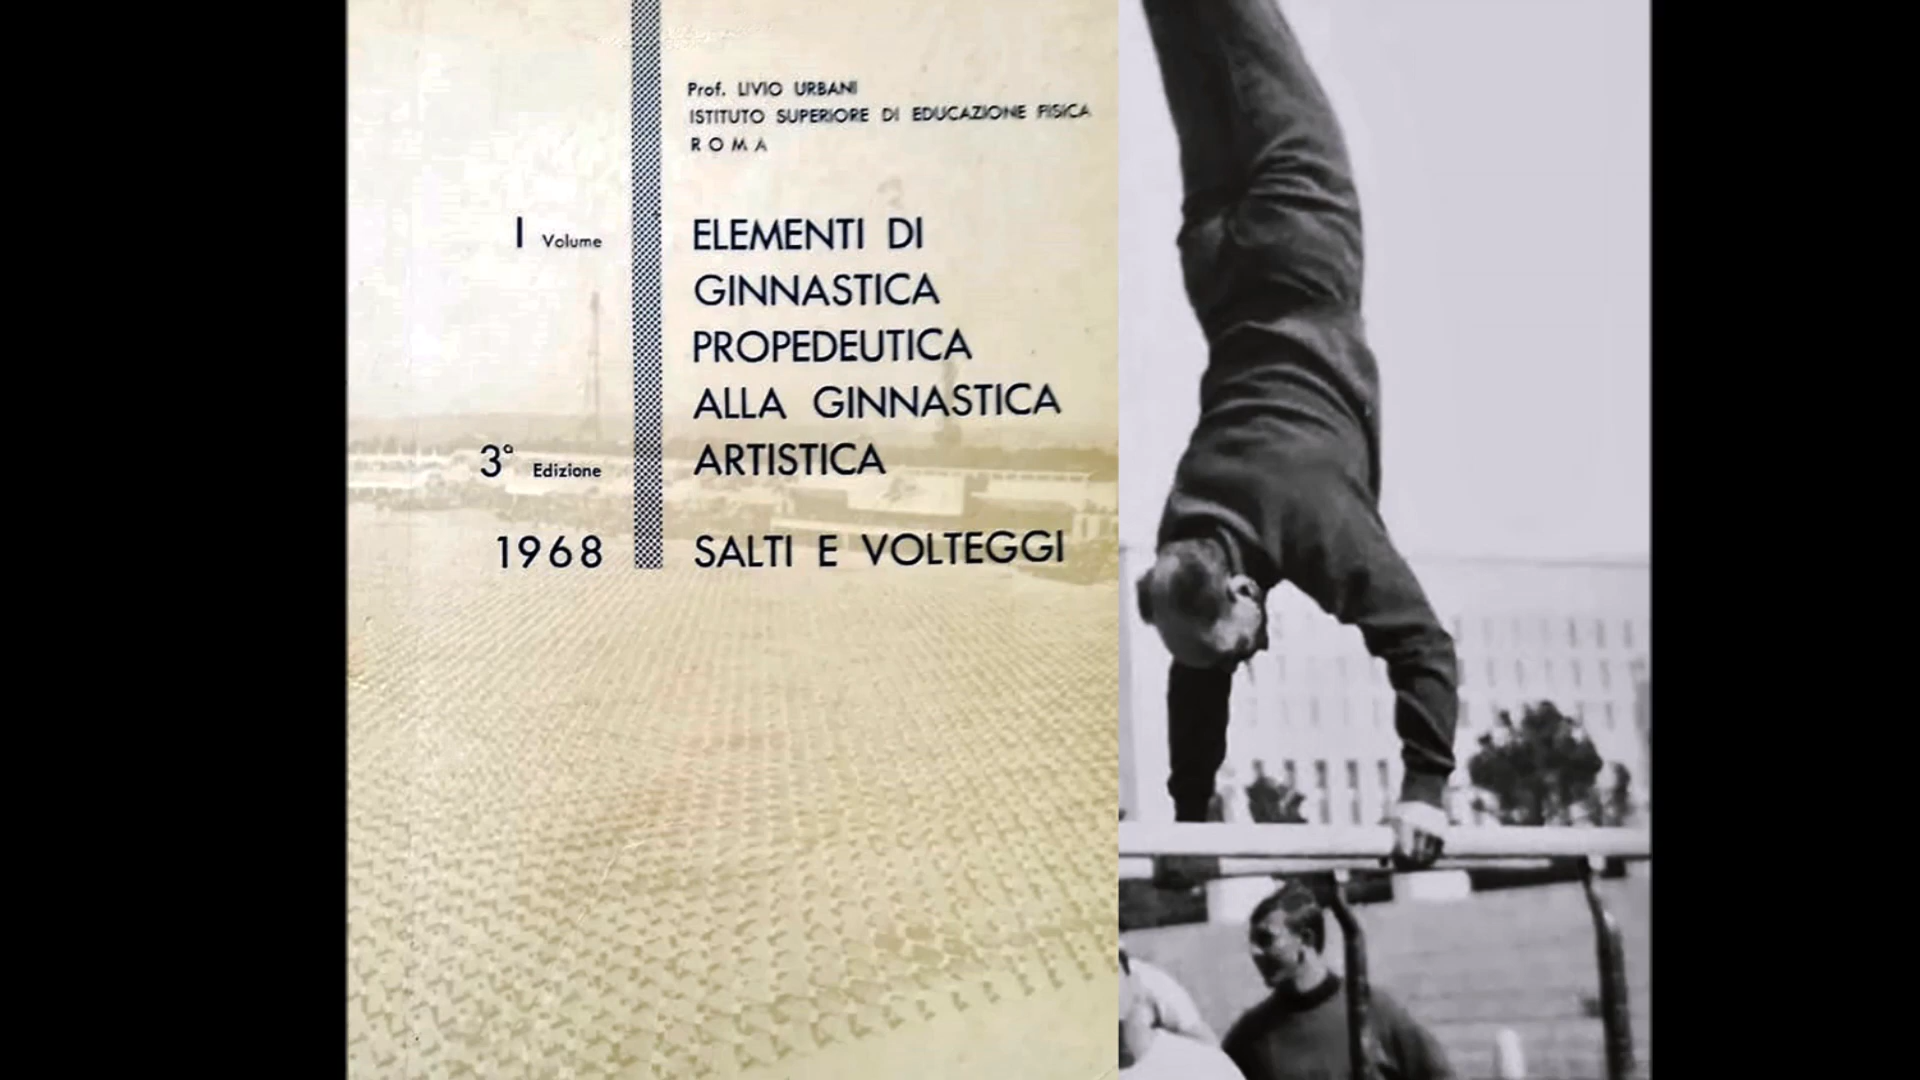 Prof. LIVIO URBANI
ISTITUTO SUPERIORE DI EDUCAZIONE FISICA
ROMA
I Volume
ELEMENTI DI
GINNASTICA
PROPEDEUTICA
ALLA GINNASTICA
3ª Edizione
ARTISTICA
1968
SALTI E VOLTEGGI